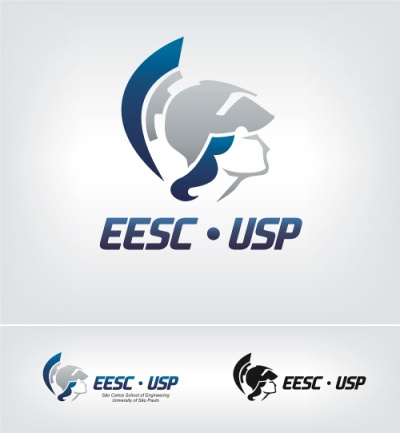 EESC • USP
EESC • USP
São Carlos School of Engineering
University of São Paulo
EESC • USP